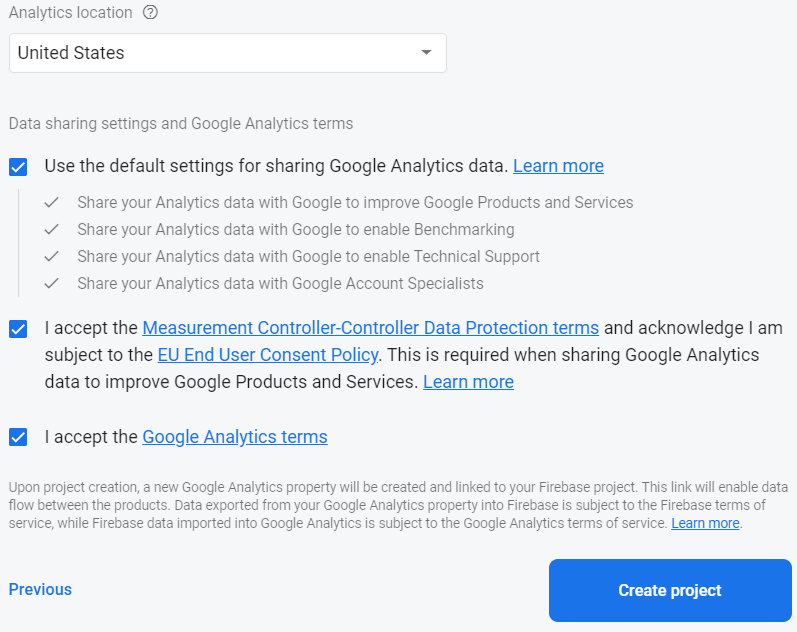 Analytics location
United States
Data sharing settings and Google Analytics terms
Use the default settings for sharing Google Analytics data. Learn more
Share your Analytics data with Google to improve Google Products and Services
Share your Analytics data with Google to enable Benchmarking
Share your Analytics data with Google to enable Technical Support
Share your Analytics data with Google Account Specialists
I accept the Measurement Controller-Controller Data Protection terms and acknowledge I am
subject to the EU End User Consent Policy. This is required when sharing Google Analytics
data to improve Google Products and Services. Learn more
I accept the Google Analytics terms
Upon project creation, a new Google Analytics property will be created and linked to your Firebase project. This link will enable data
flow between the products. Data exported from your Google Analytics property into Firebase is subject to the Firebase terms of
service, while Firebase data imported into Google Analytics is subject to the Google Analytics terms of service. Learn more.
Previous
Create project